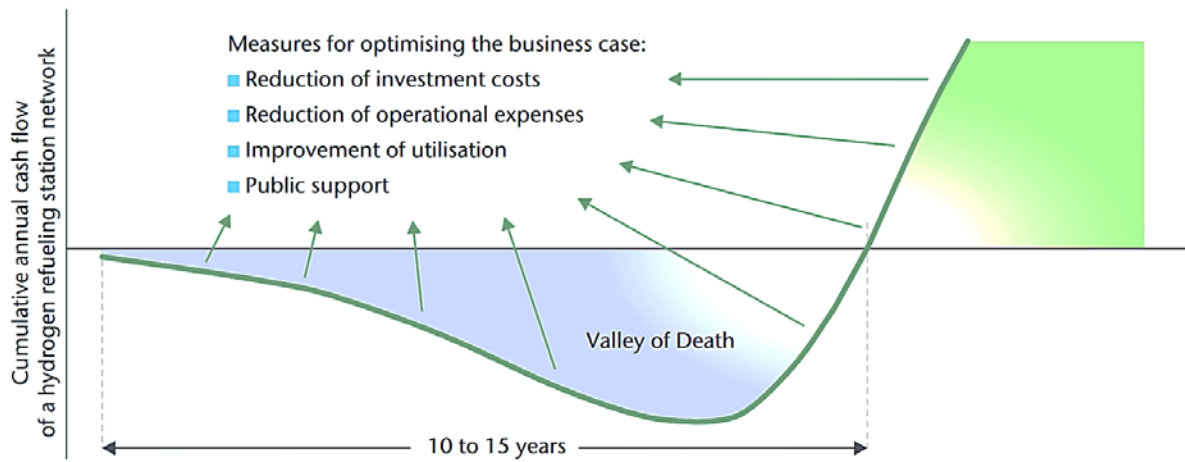 Cumulative annual cash flow
of a hydrogen refueling station network
Measures for optimising the business case:
Reduction of investment costs
Reduction of operational expenses
Improvement of utilisation
Public support
Valley of Death
10 to 15 years